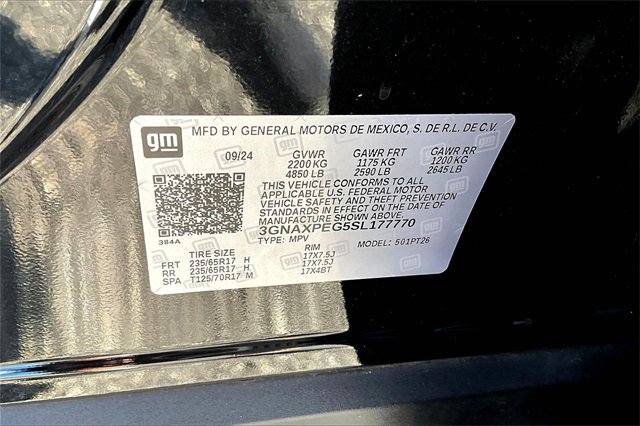 gm MFD BY GENERAL MOTORS DE MEXICO, S. DE R.L. DE C.V.
09/24 GVWR GAWR FRT GAWR RR
2200 KG 1175 KG 1200 KG
4850 LB 2590 LB 2645 LB
THIS VEHICLE CONFORMS TO ALL
APPLICABLE U.S. FEDERAL MOTOR
VEHICLE SAFETY AND THEFT PREVENTION
STANDARDS IN EFFECT ON THE DATE
OF MANUFACTURE SHOWN ABOVE.
3GNAXPEG5SL177770
384A TYPE: MPV MODEL: 501PT26
TIRE SIZE RIM
FRT 235/65R17 H 17X7.5J
RR 235/65R17 H 17X7.5J
SPA T125/70R17 M 17X4BT